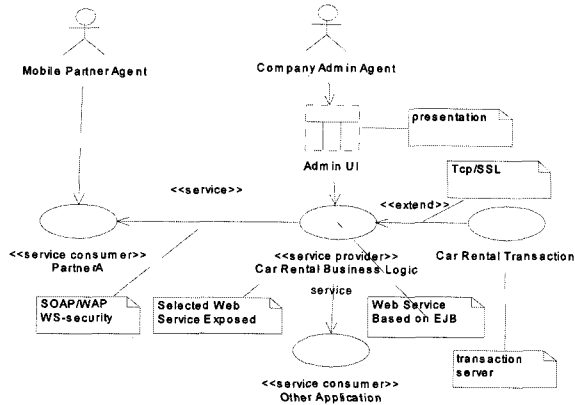 Mobile Partner Agent
Company Admin Agent
presentation
Admin UI
Tcp/SSL
<<service>>
<<extend>>
<<service consumer>>
PartnerA
<<service provider>>
Car Rental Business Logic
Car Rental Transaction
service
SOAP/WAP
WS-security
Selected Web
Service Exposed
Web Service
Based on EJB
transaction
server
<<service consumer>>
Other Application